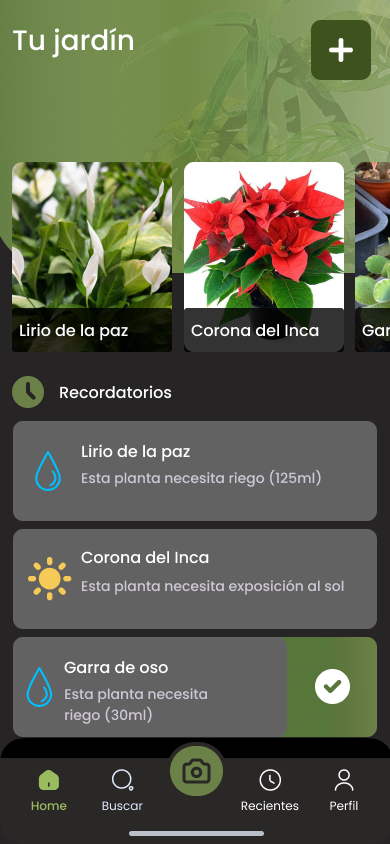 Tu jardín
Lirio de la paz
Corona del Inca
Gar
Recordatorios
Lirio de la paz
Esta planta necesita riego (125ml)
Corona del Inca
Esta planta necesita exposición al sol
Garra de oso
Esta planta necesita
riego (30ml)
Home
Buscar
Recientes
Perfil